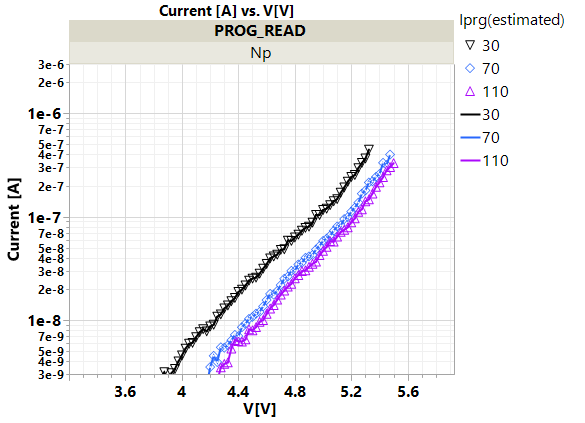 Current [A] vs. V[V]
PROG_READ
Np
Iprg(estimated)
30
70
110
30
70
110
Current [A]
3e-6
1e-6
7e-7
5e-7
4e-7
3e-7
2e-7
1e-7
7e-8
5e-8
4e-8
3e-8
2e-8
1e-8
7e-9
5e-9
4e-9
3e-9
3.6 4 4.4 4.8 5.2 5.6
V[V]